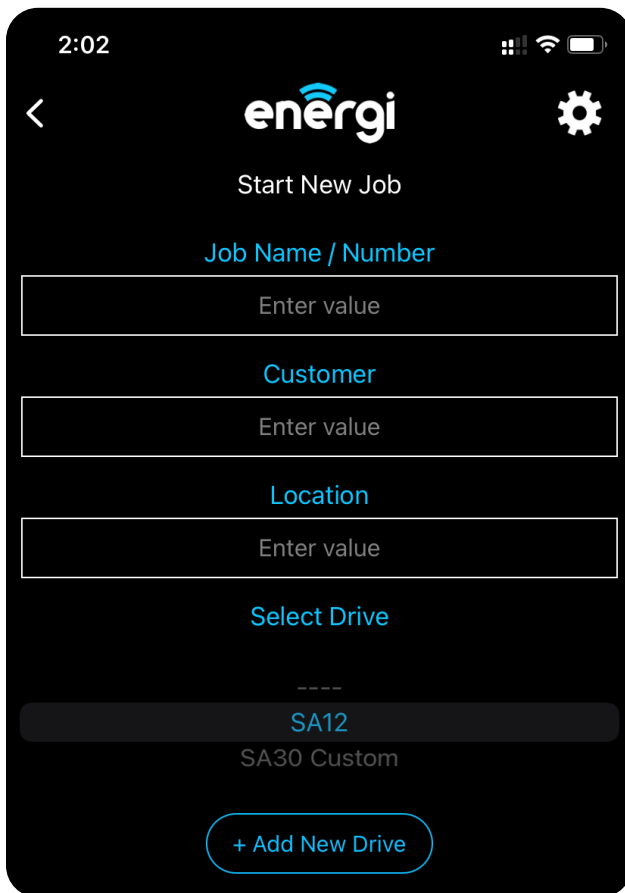 2:02
energi
Start New Job
Job Name / Number
Enter value
Customer
Enter value
Location
Enter value
Select Drive
----
SA12
SA30 Custom
+ Add New Drive